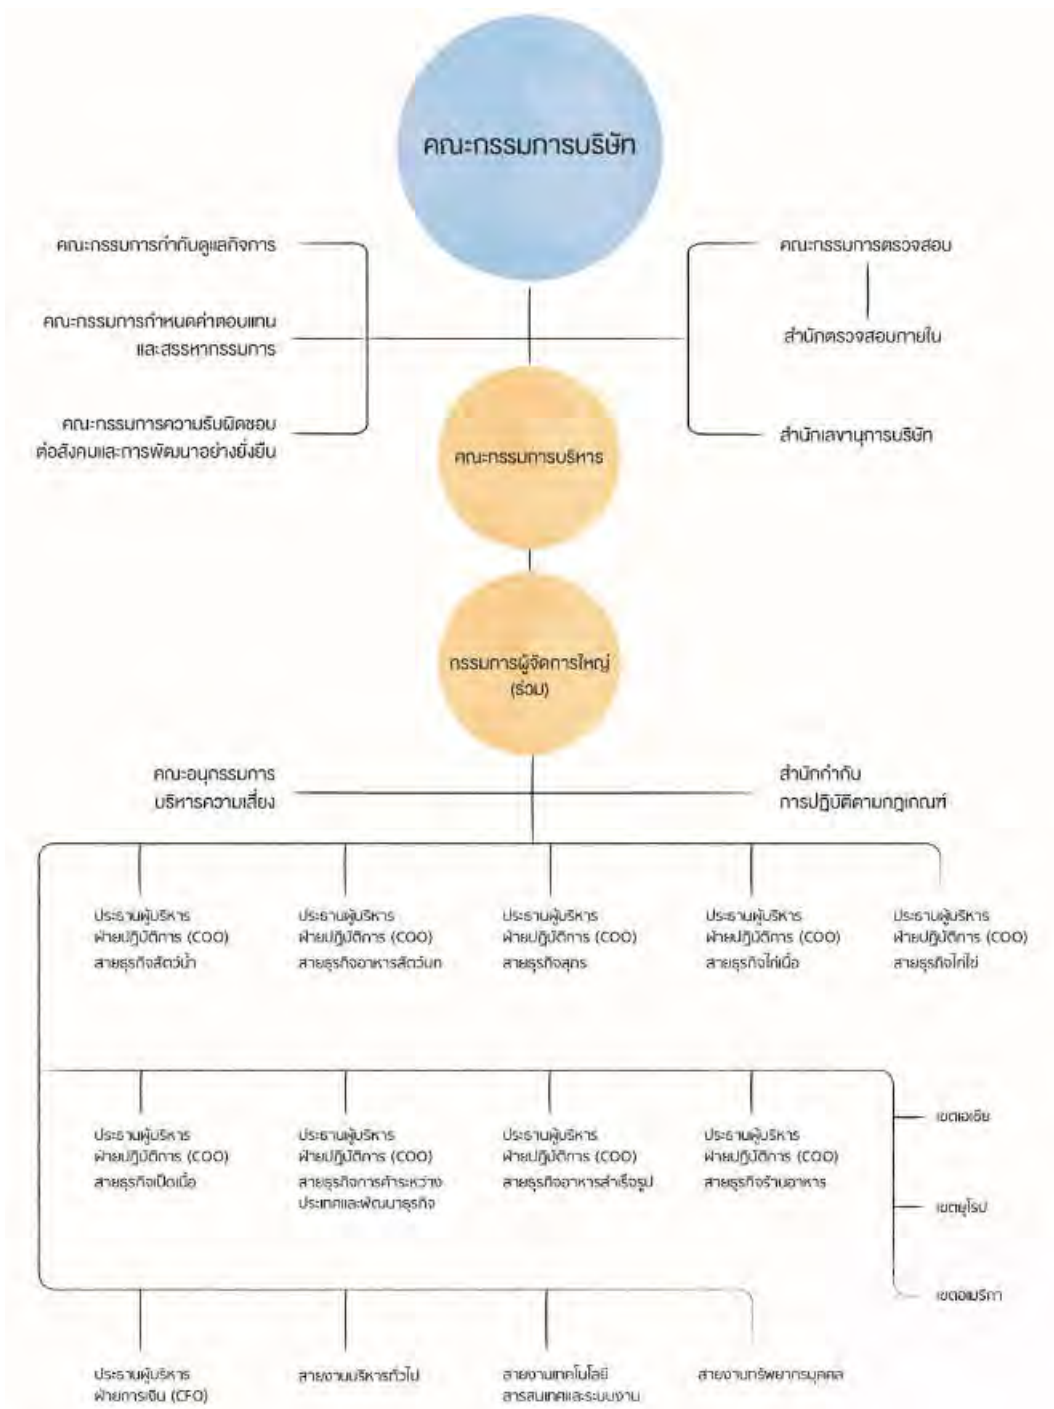 คณะกรรมการบริษัท
คณะกรรมการกำกับดูแลกิจการ
คณะกรรมการตรวจสอบ
คณะกรรมการกำหนดค่าตอบแทน
และสรรหากรรมการ
สำนักตรวจสอบภายใน
คณะกรรมการความรับผิดชอบ
ต่อสังคมและการพัฒนาอย่างยั่งยืน
สำนักเลขานุการบริษัท
คณะกรรมการบริหาร
กรรมการผู้จัดการใหญ่
(ร่วม)
คณะอนุกรรมการ
บริหารความเสี่ยง
สำนักกำกับ
การปฏิบัติตามกฎเกณฑ์
ประธานผู้บริหาร
ฝ่ายปฏิบัติการ (COO)
สายธุรกิจสัตว์น้ำ
ประธานผู้บริหาร
ฝ่ายปฏิบัติการ (COO)
สายธุรกิจอาหารสัตว์บก
ประธานผู้บริหาร
ฝ่ายปฏิบัติการ (COO)
สายธุรกิจสุกร
ประธานผู้บริหาร
ฝ่ายปฏิบัติการ (COO)
สายธุรกิจไก่เนื้อ
ประธานผู้บริหาร
ฝ่ายปฏิบัติการ (COO)
สายธุรกิจไก่ไข่
ประธานผู้บริหาร
ฝ่ายปฏิบัติการ (COO)
สายธุรกิจเป็ดเนื้อ
ประธานผู้บริหาร
ฝ่ายปฏิบัติการ (COO)
สายธุรกิจการค้าระหว่าง
ประเทศและพัฒนาธุรกิจ
ประธานผู้บริหาร
ฝ่ายปฏิบัติการ (COO)
สายธุรกิจอาหารสำเร็จรูป
ประธานผู้บริหาร
ฝ่ายปฏิบัติการ (COO)
สายธุรกิจร้านอาหาร
เขตเอเชีย
เขตยุโรป
เขตอเมริกา
ประธานผู้บริหาร
ฝ่ายการเงิน (CFO)
สายงานบริหารทั่วไป
สายงานเทคโนโลยี
สารสนเทศและระบบงาน
สายงานทรัพยากรบุคคล